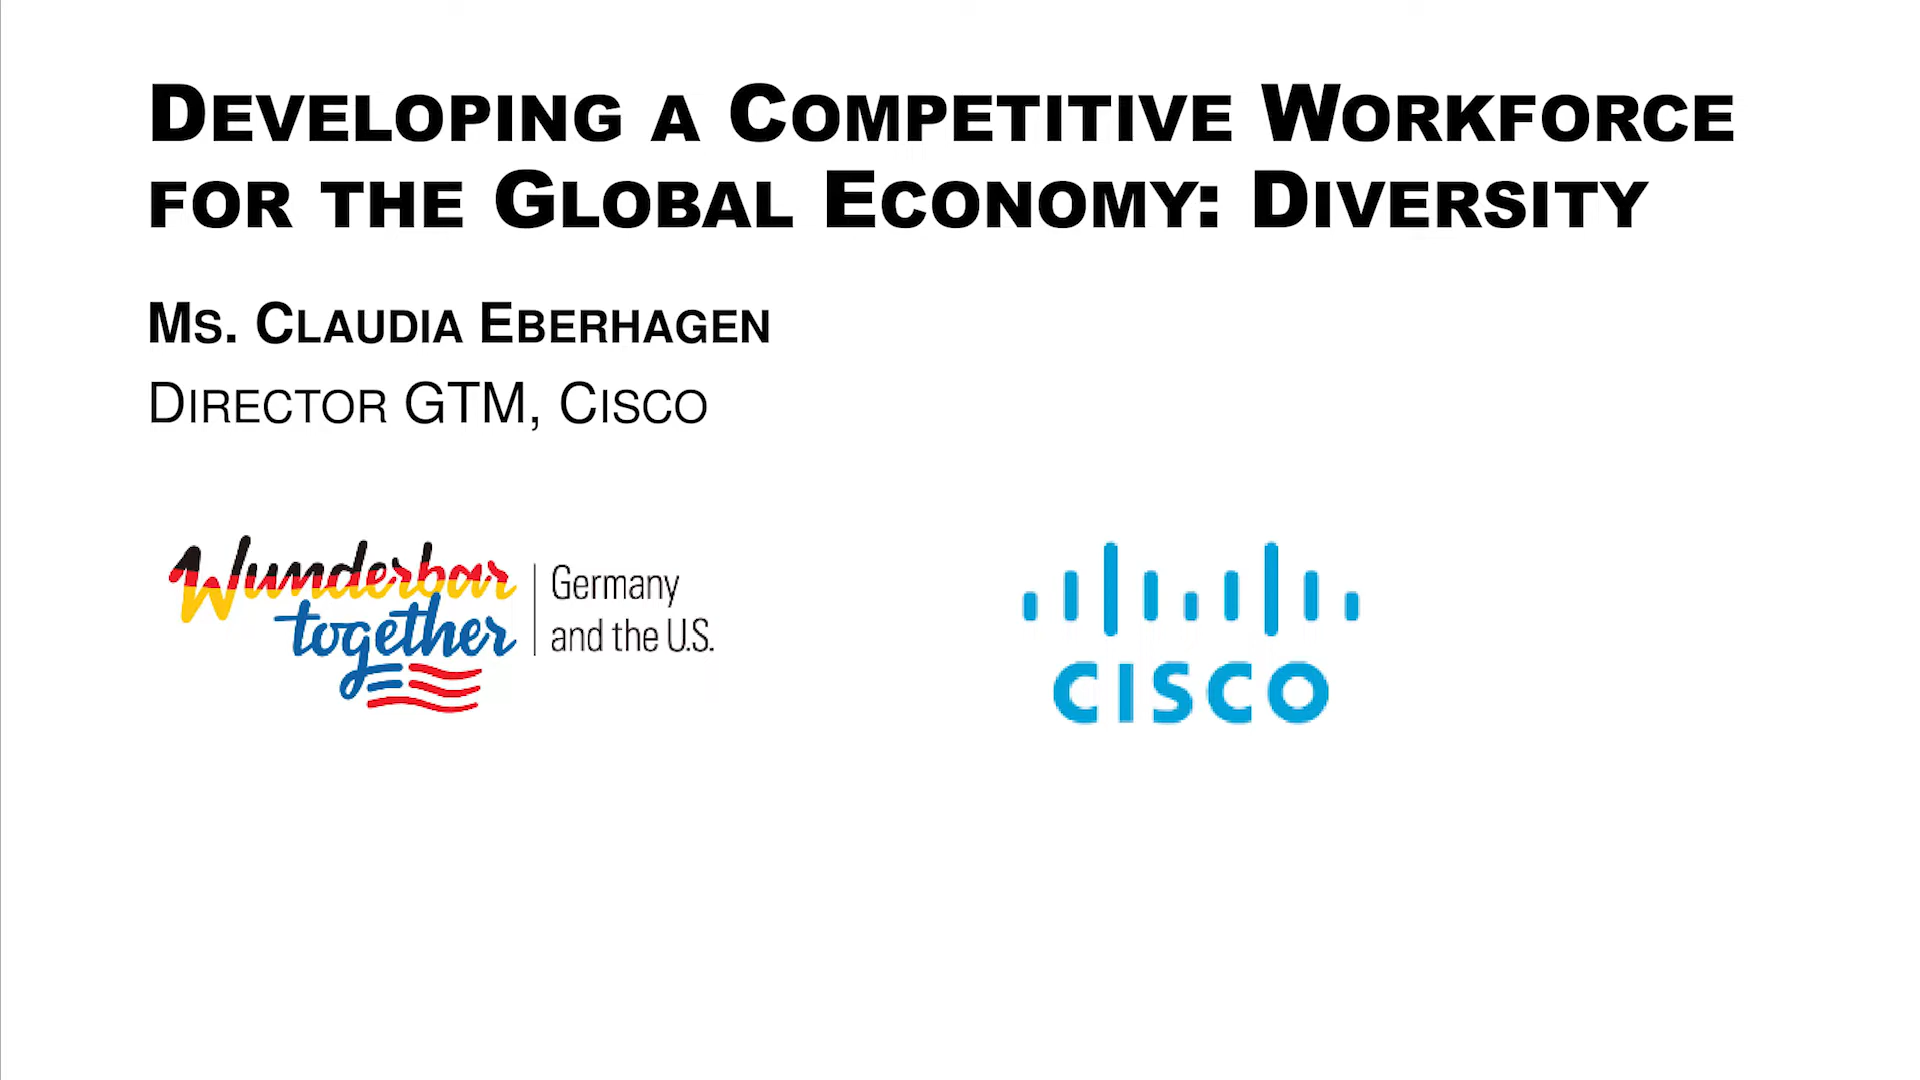 DEVELOPING A COMPETITIVE WORKFORCE
FOR THE GLOBAL ECONOMY: DIVERSITY
MS. CLAUDIA EBERHAGEN
DIRECTOR GTM, CISCO
Wunderbar
together
Germany
and the U.S.
CISCO